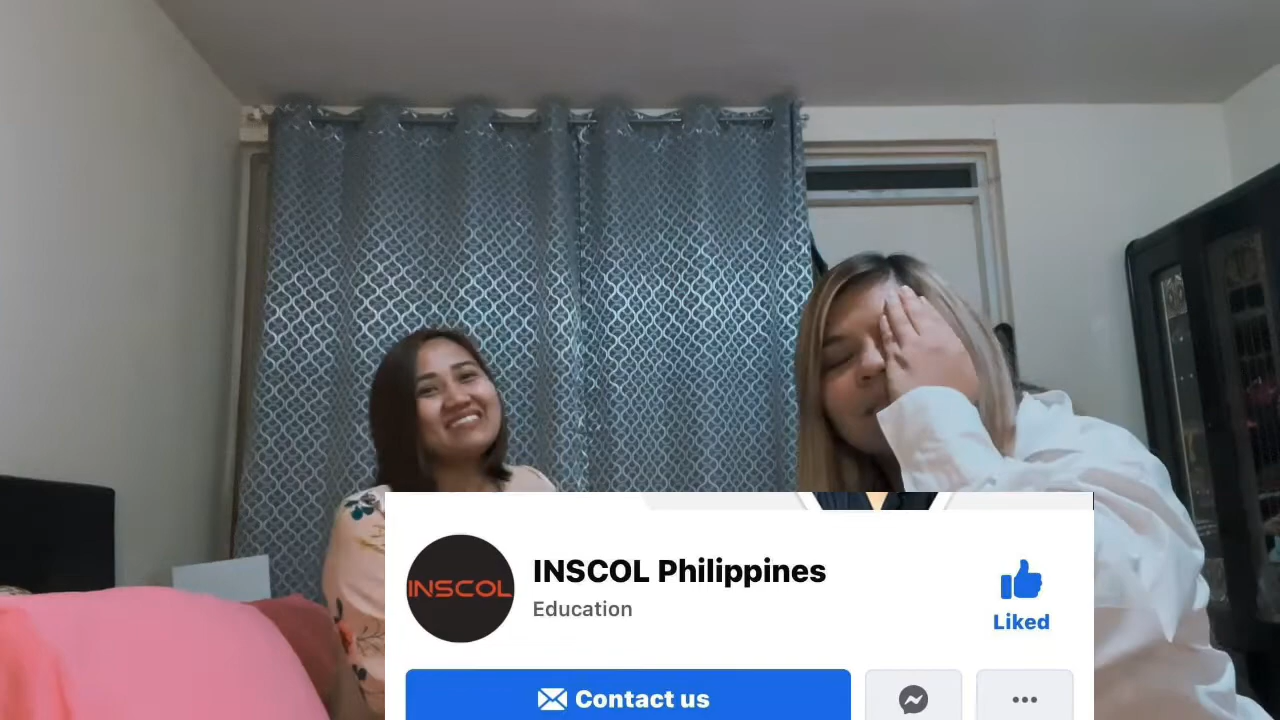 INSCOL
INSCOL Philippines
Education
Liked
Contact us